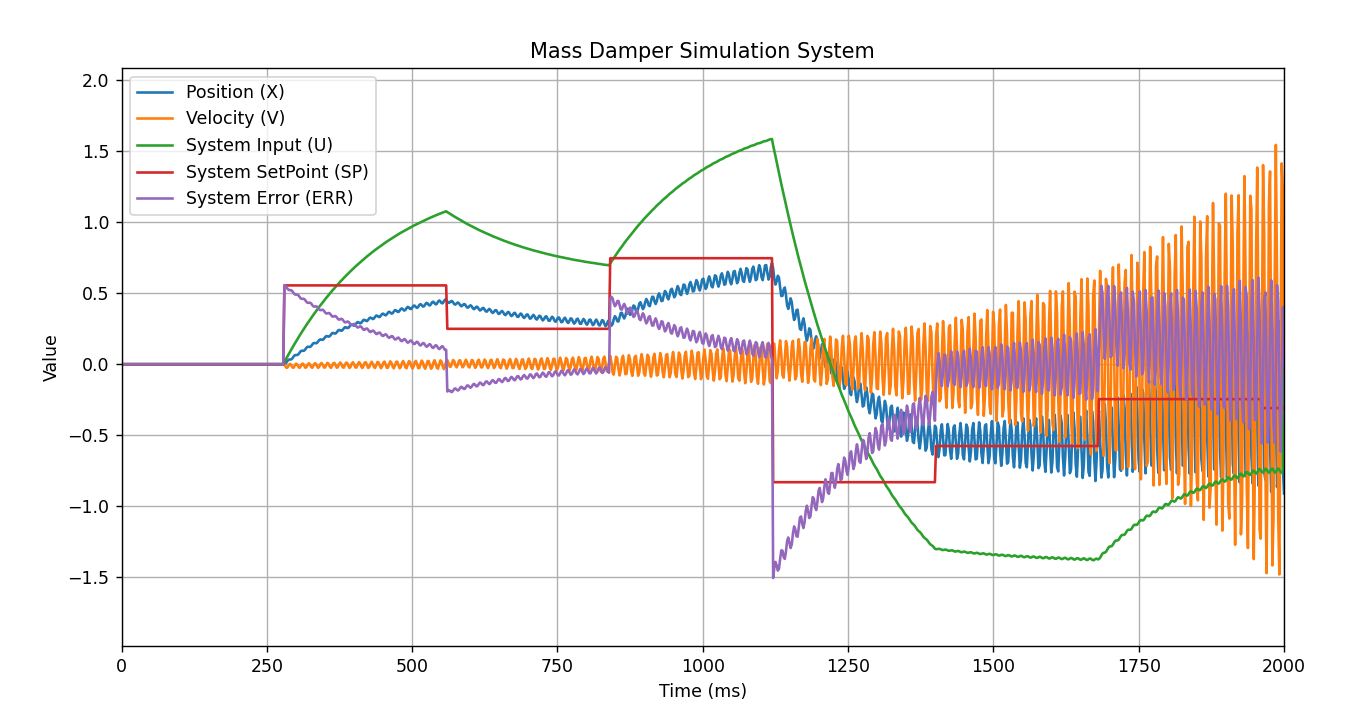 Mass Damper Simulation System
Position (X)
Velocity (V)
System Input (U)
System SetPoint (SP)
System Error (ERR)
2.0
1.5
1.0
0.5
0.0
−0.5
−1.0
−1.5
Value
0 250 500 750 1000 1250 1500 1750 2000
Time (ms)